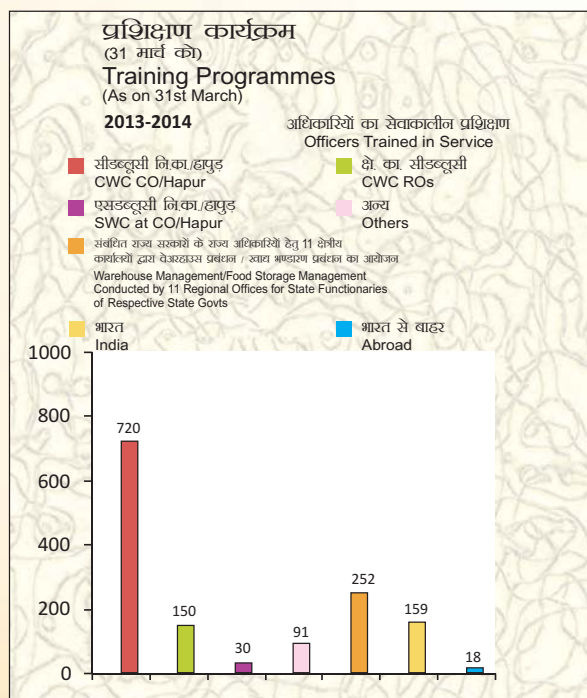 प्रशिक्षण कार्यक्रम
(31 मार्च को)
Training Programmes
(As on 31st March)
2013-2014
अधिकारियों का सेवाकालीन प्रशिक्षण
Officers Trained in Service
सीडब्लूसी नि.का./हापुड़
CWC CO/Hapur
क्षे. का. सीडब्लूसी
CWC ROs
एसडब्लूसी नि.का./हापुड़
SWC at CO/Hapur
अन्य
Others
संबंधित राज्य सरकारों के राज्य अधिकारियों हेतु 11 क्षेत्रीय
कार्यालयों द्वारा वेअरहाउस प्रबंधन / खाद्य भण्डारण प्रबंधन का आयोजन
Warehouse Management/Food Storage Management
Conducted by 11 Regional Offices for State Functionaries
of Respective State Govts
भारत
India
भारत से बाहर
Abroad
1000
800
600
400
200
0
720
150
30
91
252
159
18